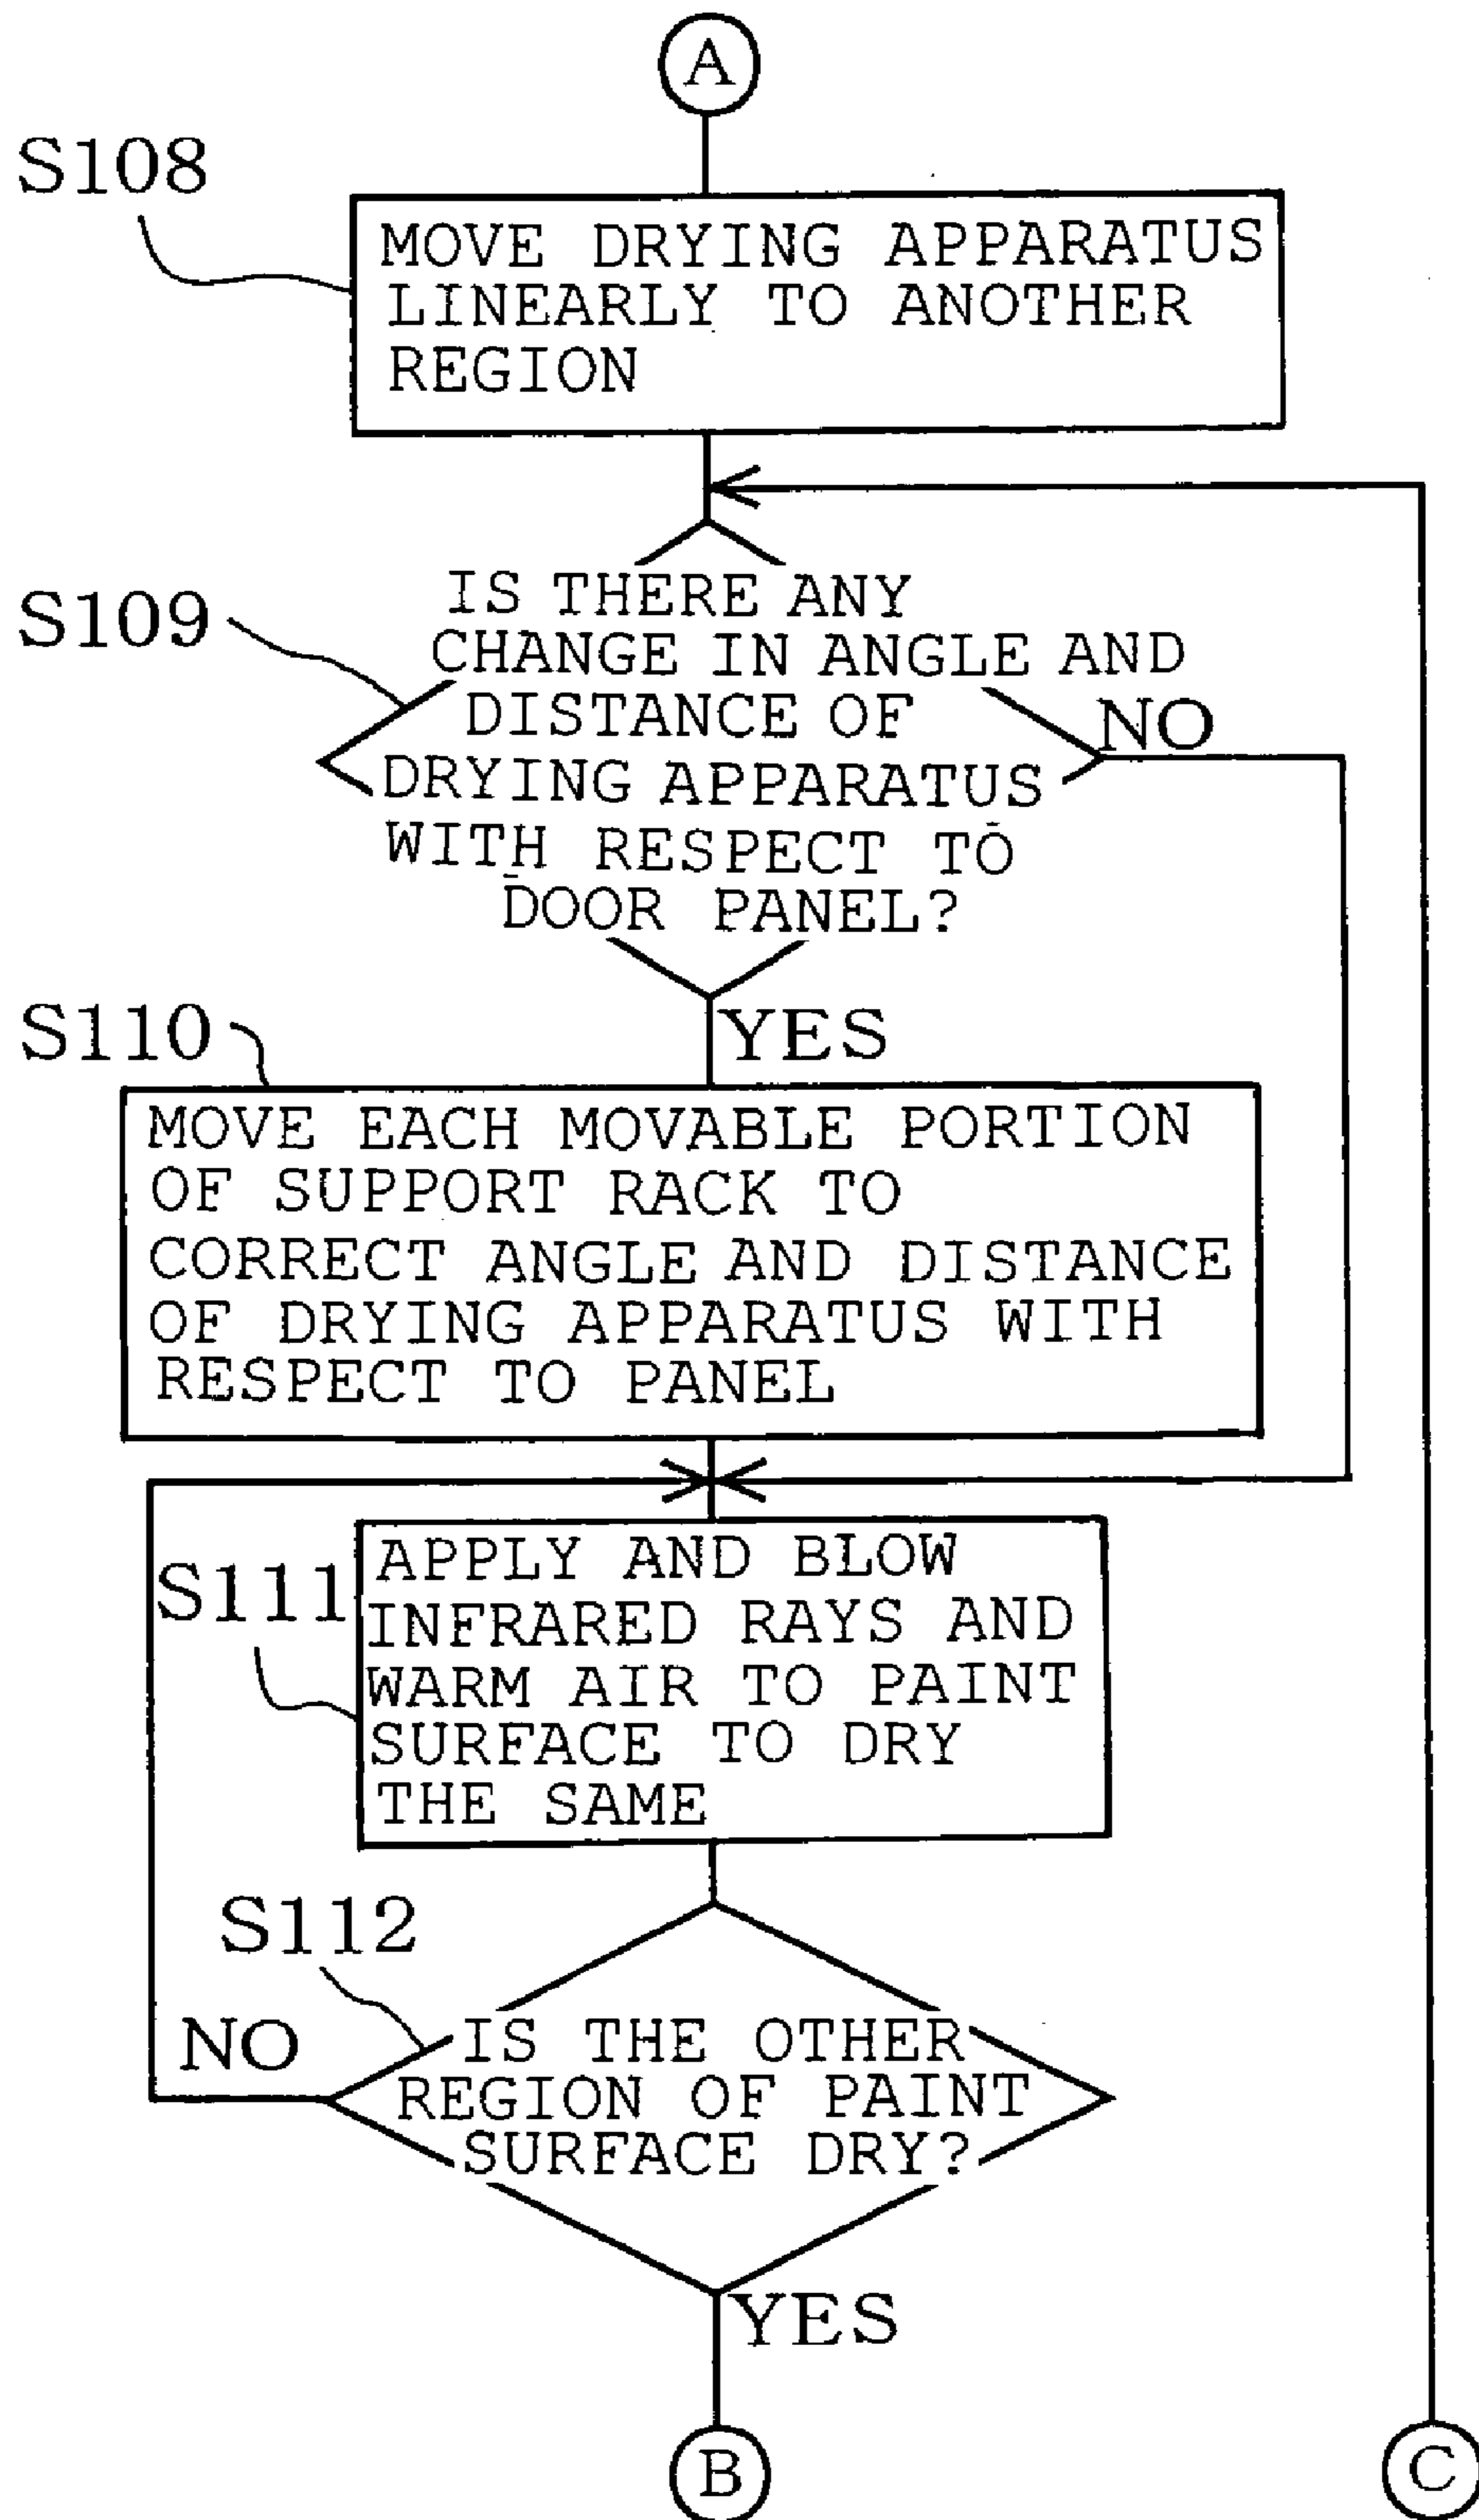 A
S108
MOVE DRYING APPARATUS
LINEARLY TO ANOTHER
REGION
S109
IS THERE ANY
CHANGE IN ANGLE AND
DISTANCE OF
DRYING APPARATUS
WITH RESPECT TO
DOOR PANEL?
NO
YES
S110
MOVE EACH MOVABLE PORTION
OF SUPPORT RACK TO
CORRECT ANGLE AND DISTANCE
OF DRYING APPARATUS WITH
RESPECT TO PANEL
S111
APPLY AND BLOW
INFRARED RAYS AND
WARM AIR TO PAINT
SURFACE TO DRY
THE SAME
S112
NO
IS THE OTHER
REGION OF PAINT
SURFACE DRY?
YES
B
C